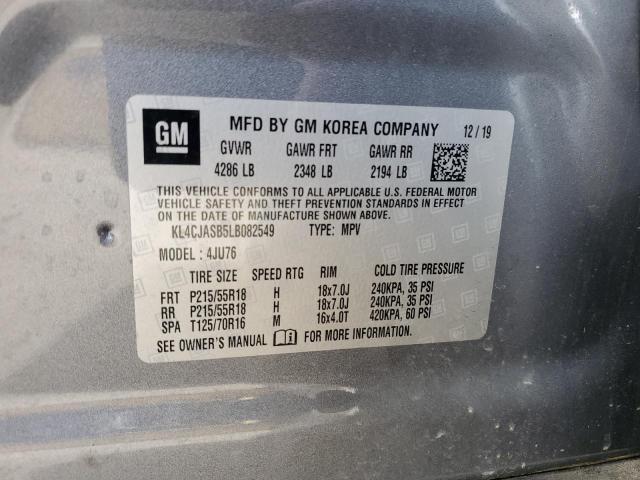 GM MFD BY GM KOREA COMPANY 12/19
GVWR GAWR FRT GAWR RR
4286 LB 2348 LB 2194 LB
THIS VEHICLE CONFORMS TO ALL APPLICABLE U.S. FEDERAL MOTOR
VEHICLE SAFETY AND THEFT PREVENTION STANDARDS IN EFFECT
ON THE DATE OF MANUFACTURE SHOWN ABOVE.
KL4CJASB5LB082549 TYPE: MPV
MODEL : 4JU76
TIRE SIZE SPEED RTG RIM COLD TIRE PRESSURE
FRT P215/55R18 H 18x7.0J 240KPA, 35 PSI
RR P215/55R18 H 18x7.0J 240KPA, 35 PSI
SPA T125/70R16 M 16x4.0T 420KPA, 60 PSI
SEE OWNER'S MANUAL FOR MORE INFORMATION.